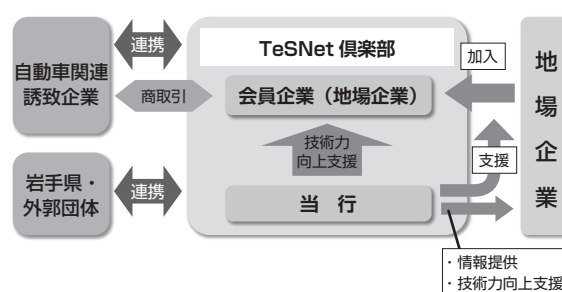 自動車関連
誘致企業
連携
商取引
TeSNet 倶楽部
会員企業（地場企業）
技術力
向上支援
当 行
岩手県・
外郭団体
連携
加入
支援
地
場
企
業
・情報提供
・技術力向上支援